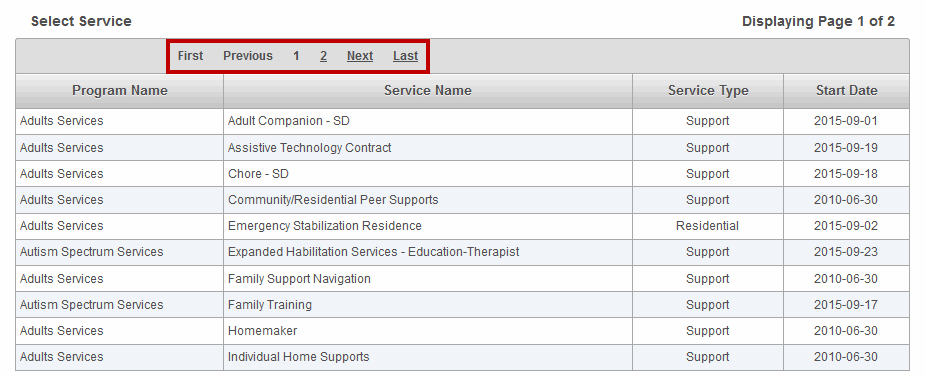 Select Service Displaying Page 1 of 2
First Previous 1 2 Next Last
Program Name Service Name Service Type Start Date
Adults Services Adult Companion - SD Support 2015-09-01
Adults Services Assistive Technology Contract Support 2015-09-19
Adults Services Chore - SD Support 2015-09-18
Adults Services Community/Residential Peer Supports Support 2010-06-30
Adults Services Emergency Stabilization Residence Residential 2015-09-02
Autism Spectrum Services Expanded Habilitation Services - Education-Therapist Support 2015-09-23
Adults Services Family Support Navigation Support 2010-06-30
Autism Spectrum Services Family Training Support 2015-09-17
Adults Services Homemaker Support 2010-06-30
Adults Services Individual Home Supports Support 2010-06-30